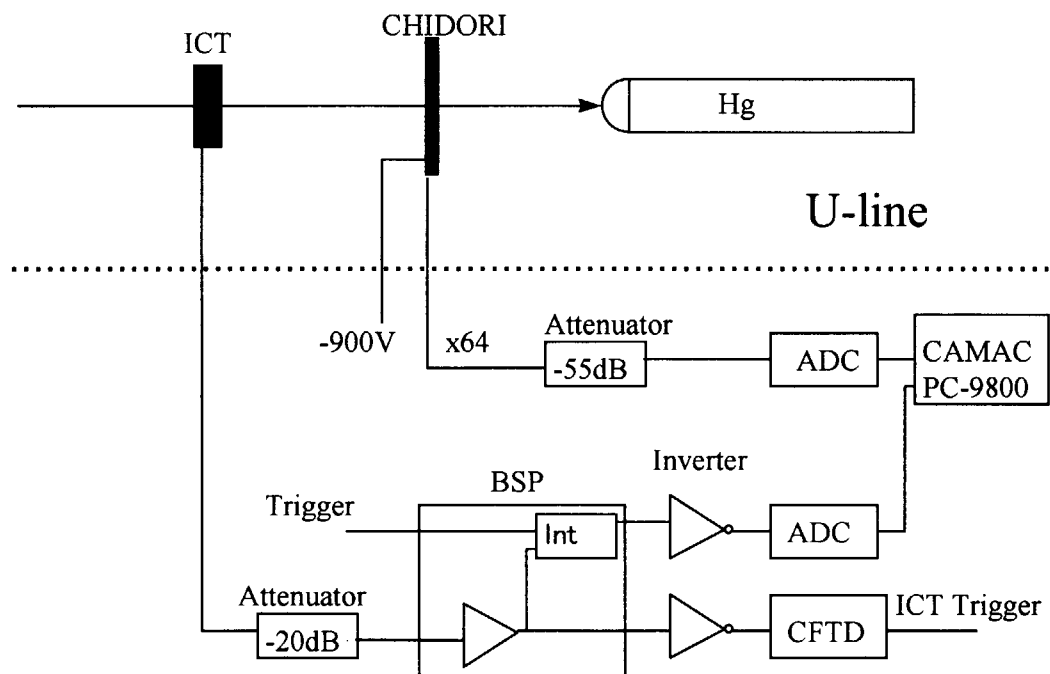 CHIDORI
ICT
Hg
U-line
-900V
x64
Attenuator
-55dB
ADC
CAMAC
PC-9800
Inverter
BSP
Trigger
Int
ADC
Attenuator
-20dB
CFTD
ICT Trigger